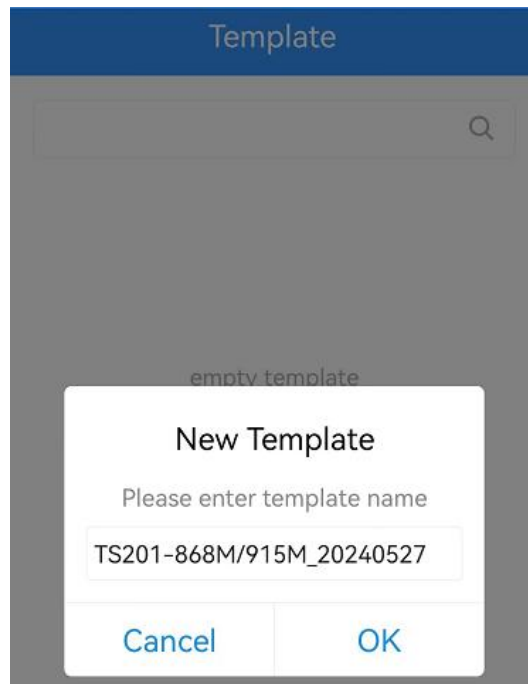 Template
empty template
New Template
Please enter template name
TS201-868M/915M_20240527
Cancel
OK